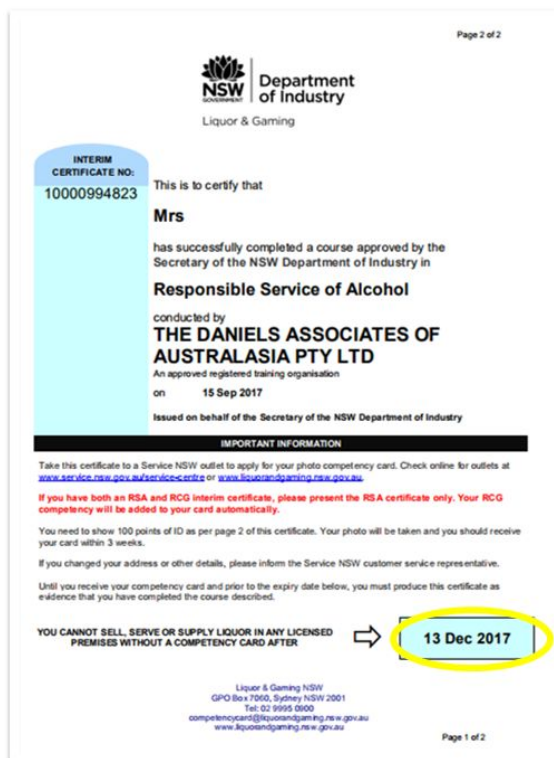 Page 2 of 2
NSW
GOVERNMENT
Department
of Industry
Liquor & Gaming
INTERIM
CERTIFICATE NO:
10000994823
This is to certify that
Mrs
has successfully completed a course approved by the
Secretary of the NSW Department of Industry in
Responsible Service of Alcohol
conducted by
THE DANIELS ASSOCIATES OF
AUSTRALASIA PTY LTD
An approved registered training organisation
on 15 Sep 2017
Issued on behalf of the Secretary of the NSW Department of Industry
IMPORTANT INFORMATION
Take this certificate to a Service NSW outlet to apply for your photo competency card. Check online for outlets at
www.service.nsw.gov.au/service-centre or www.liquorandgaming.nsw.gov.au.
If you have both an RSA and RCG interim certificate, please present the RSA certificate only. Your RCG
competency will be added to your card automatically.
You need to show 100 points of ID as per page 2 of this certificate. Your photo will be taken and you should receive
your card within 3 weeks.
If you changed your address or other details, please inform the Service NSW customer service representative.
Until you receive your competency card and prior to the expiry date below, you must produce this certificate as
evidence that you have completed the course described.
YOU CANNOT SELL, SERVE OR SUPPLY LIQUOR IN ANY LICENSED
PREMISES WITHOUT A COMPETENCY CARD AFTER
13 Dec 2017
Liquor & Gaming NSW
GPO Box 7060, Sydney NSW 2001
Tel: 02 9995 0900
competencycard@liquorandgaming.nsw.gov.au
www.liquorandgaming.nsw.gov.au
Page 1 of 2